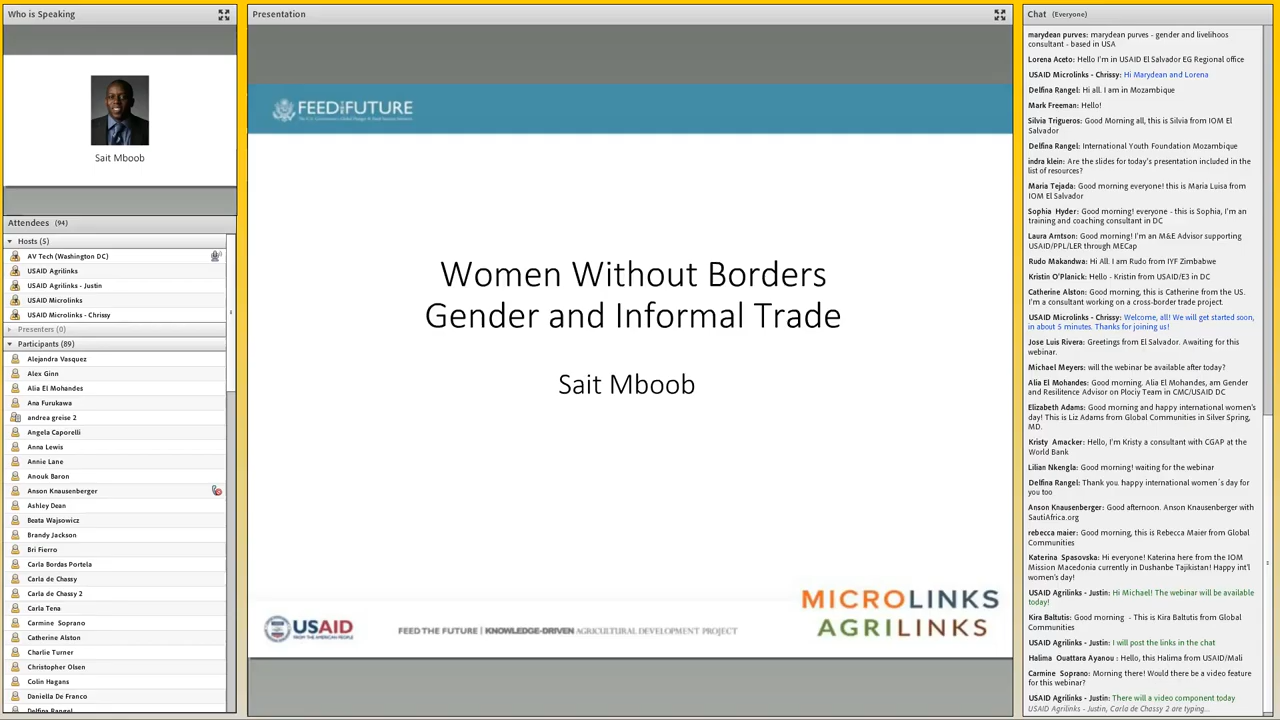 Who is Speaking
Sait Mboob
Attendees (94)
Hosts (5)
AV Tech (Washington DC)
USAID Agrilinks
USAID Agrilinks - Justin
USAID Microlinks
USAID Microlinks - Chrissy
Presenters (0)
Participants (89)
Alejandra Vasquez
Alex Ginn
Alia El Mohandes
Ana Furukawa
andrea greise 2
Angela Caporelli
Anna Lewis
Annie Lane
Anouk Baron
Anson Knausenberger
Ashley Dean
Beata Wajsowicz
Brandy Jackson
Bri Fierro
Carla Bordas Portela
Carla de Chassy
Carla de Chassy 2
Carla Tena
Carmine Soprano
Catherine Alston
Charlie Turner
Christopher Olsen
Colin Hagans
Daniella De Franco
Delfina Rangel
Presentation
FEED THE FUTURE
Women Without Borders
Gender and Informal Trade
Sait Mboob
USAID
FROM THE AMERICAN PEOPLE
FEED THE FUTURE | KNOWLEDGE-DRIVEN AGRICULTURAL DEVELOPMENT PROJECT
MICROLINKS
AGRILINKS
Chat (Everyone)
marydean purves: marydean purves - gender and livelihoos
consultant - based in USA
Lorena Aceto: Hello I'm in USAID El Salvador EG Regional office
USAID Microlinks - Chrissy: Hi Marydean and Lorena
Delfina Rangel: Hi all. I am in Mozambique
Mark Freeman: Hello!
Silvia Trigueros: Good Morning all, this is Silvia from IOM El
Salvador
Delfina Rangel: International Youth Foundation Mozambique
indra klein: Are the slides for today's presentation included in the
list of resources?
Maria Tejada: Good morning everyone! this is Maria Luisa from
IOM El Salvador
Sophia Hyder: Good morning! everyone - this is Sophia, I'm an
training and coaching consultant in DC
Laura Arntson: Good morning! I'm an M&E Advisor supporting
USAID/PPL/LER through MECap
Rudo Makandwa: Hi All. I am Rudo from IYF Zimbabwe
Kristin O'Planick: Hello - Kristin from USAID/E3 in DC
Catherine Alston: Good morning, this is Catherine from the US.
I'm a consultant working on a cross-border trade project.
USAID Microlinks - Chrissy: Welcome, all! We will get started soon,
in about 5 minutes. Thanks for joining us!
Jose Luis Rivera: Greetings from El Salvador. Awaiting for this
webinar.
Michael Meyers: will the webinar be available after today?
Alia El Mohandes: Good morning. Alia El Mohandes, am Gender
and Resilitence Advisor on Plociy Team in CMC/USAID DC
Elizabeth Adams: Good morning and happy international women's
day! This is Liz Adams from Global Communities in Silver Spring,
MD.
Kristy Amacker: Hello, I'm Kristy a consultant with CGAP at the
World Bank
Lilian Nkengla: Good morning! waiting for the webinar
Delfina Rangel: Thank you. happy international women´s day for
you too
Anson Knausenberger: Good afternoon. Anson Knausenberger with
SautiAfrica.org
rebecca maier: Good morning, this is Rebecca Maier from Global
Communities
Katerina Spasovska: Hi everyone! Katerina here from the IOM
Mission Macedonia currently in Dushanbe Tajikistan! Happy int'l
women's day!
USAID Agrilinks - Justin: Hi Michael! The webinar will be available
today!
Kira Baltutis: Good morning - This is Kira Baltutis from Global
Communities
USAID Agrilinks - Justin: I will post the links in the chat
Halima Ouattara Ayanou : Hello, this Halima from USAID/Mali
Carmine Soprano: Morning there! Would there be a video feature
for this webinar?
USAID Agrilinks - Justin: There will a video component today
USAID Agrilinks - Justin, Carla de Chassy 2 are typing...